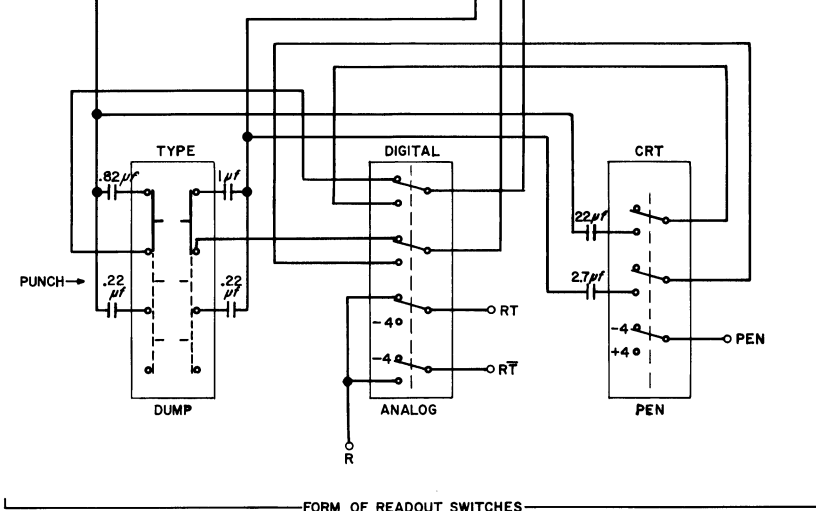 TYPE
DIGITAL
CRT
.82μf
1μf
22μf
PUNCH
.22
μf
.22
μf
2.7μf
RT
-4
-4
+4
PEN
-4
RT̅
DUMP
ANALOG
PEN
R
FORM OF READOUT SWITCHES